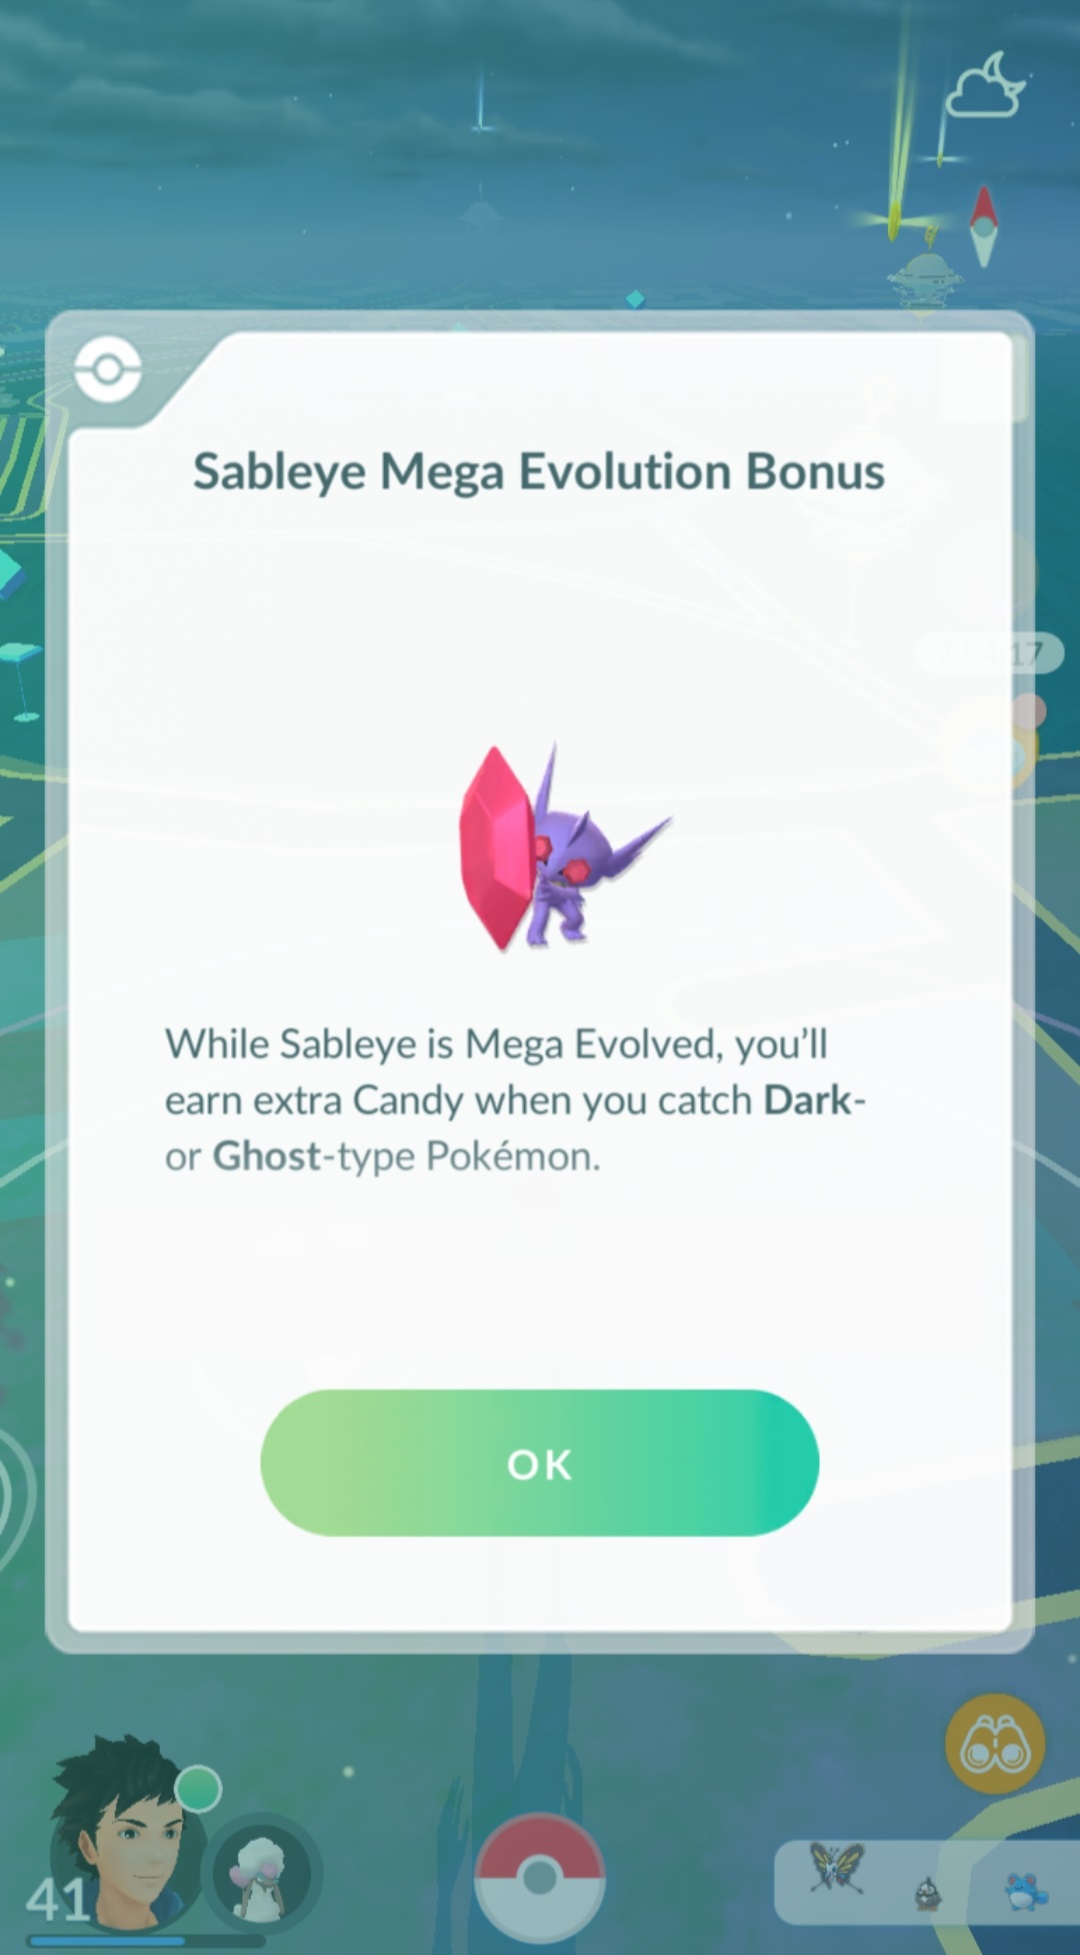 Sableye Mega Evolution Bonus
While Sableye is Mega Evolved, you’ll
earn extra Candy when you catch Dark-
or Ghost-type Pokémon.
OK
41